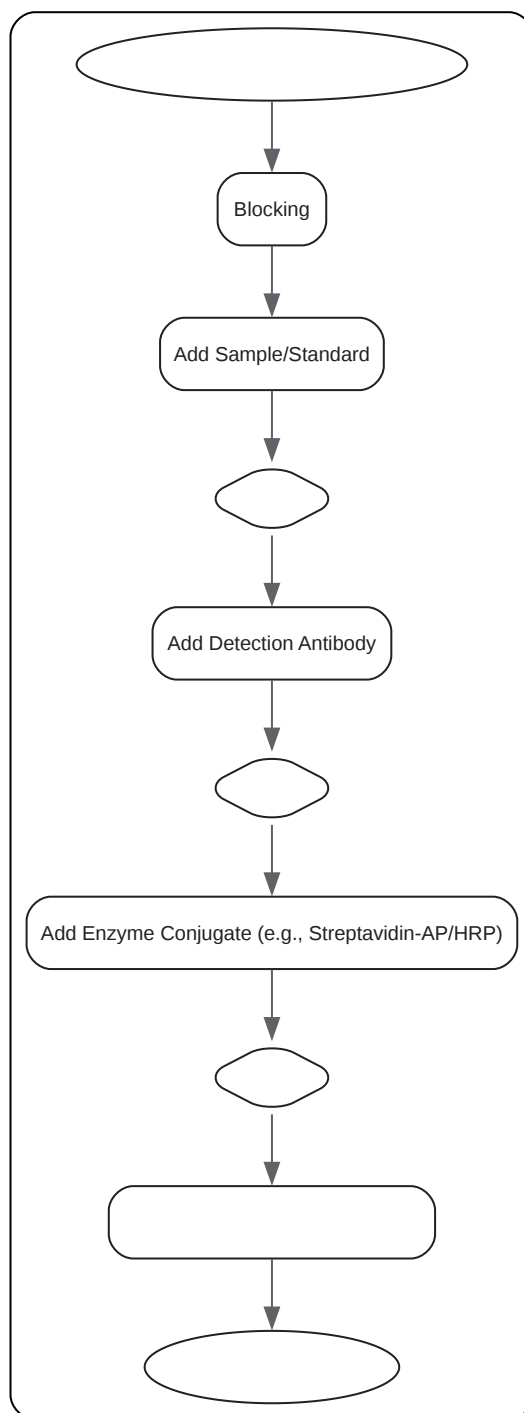 Blocking
Add Sample/Standard
Add Detection Antibody
Add Enzyme Conjugate (e.g., Streptavidin-AP/HRP)